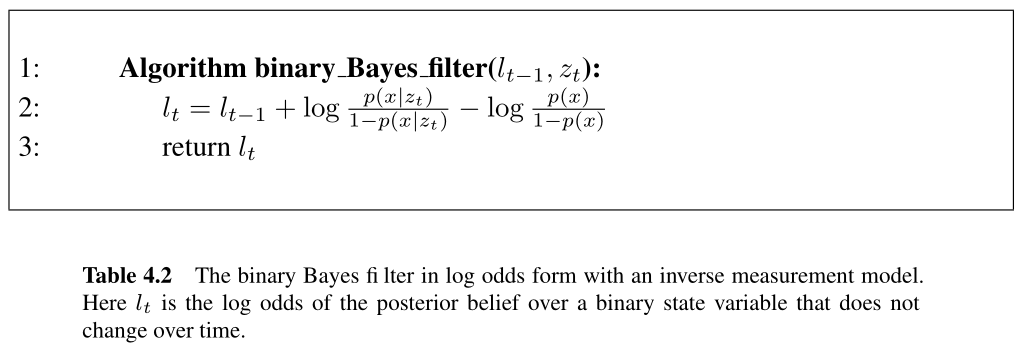 1: Algorithm binary_Bayes_filter(l_{t−1}, z_t):
2: l_t = l_{t−1} + log \frac{p(x|z_t)}{1−p(x|z_t)} − log \frac{p(x)}{1−p(x)}
3: return l_t
Table 4.2 The binary Bayes fi lter in log odds form with an inverse measurement model.
Here l_t is the log odds of the posterior belief over a binary state variable that does not
change over time.